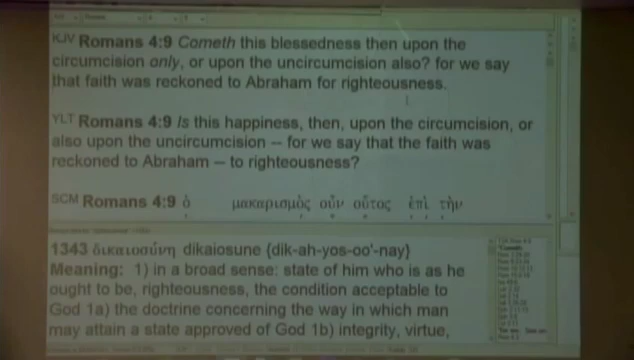 KJV Romans 4:9 Cometh this blessedness then upon the
circumcision only, or upon the uncircumcision also? for we say
that faith was reckoned to Abraham for righteousness.
YLT Romans 4:9 Is this happiness, then, upon the circumcision, or
also upon the uncircumcision -- for we say that the faith was
reckoned to Abraham -- to righteousness?
SCM Romans 4:9 ὁ μακαρισμὸς οὖν οὗτος ἐπὶ τὴν
1343 δικαιοσύνη dikaiosune {dik-ah-yos-oo'-nay}
Meaning: 1) in a broad sense: state of him who is as he
ought to be, righteousness, the condition acceptable to
God 1a) the doctrine concerning the way in which man
may attain a state approved of God 1b) integrity, virtue,